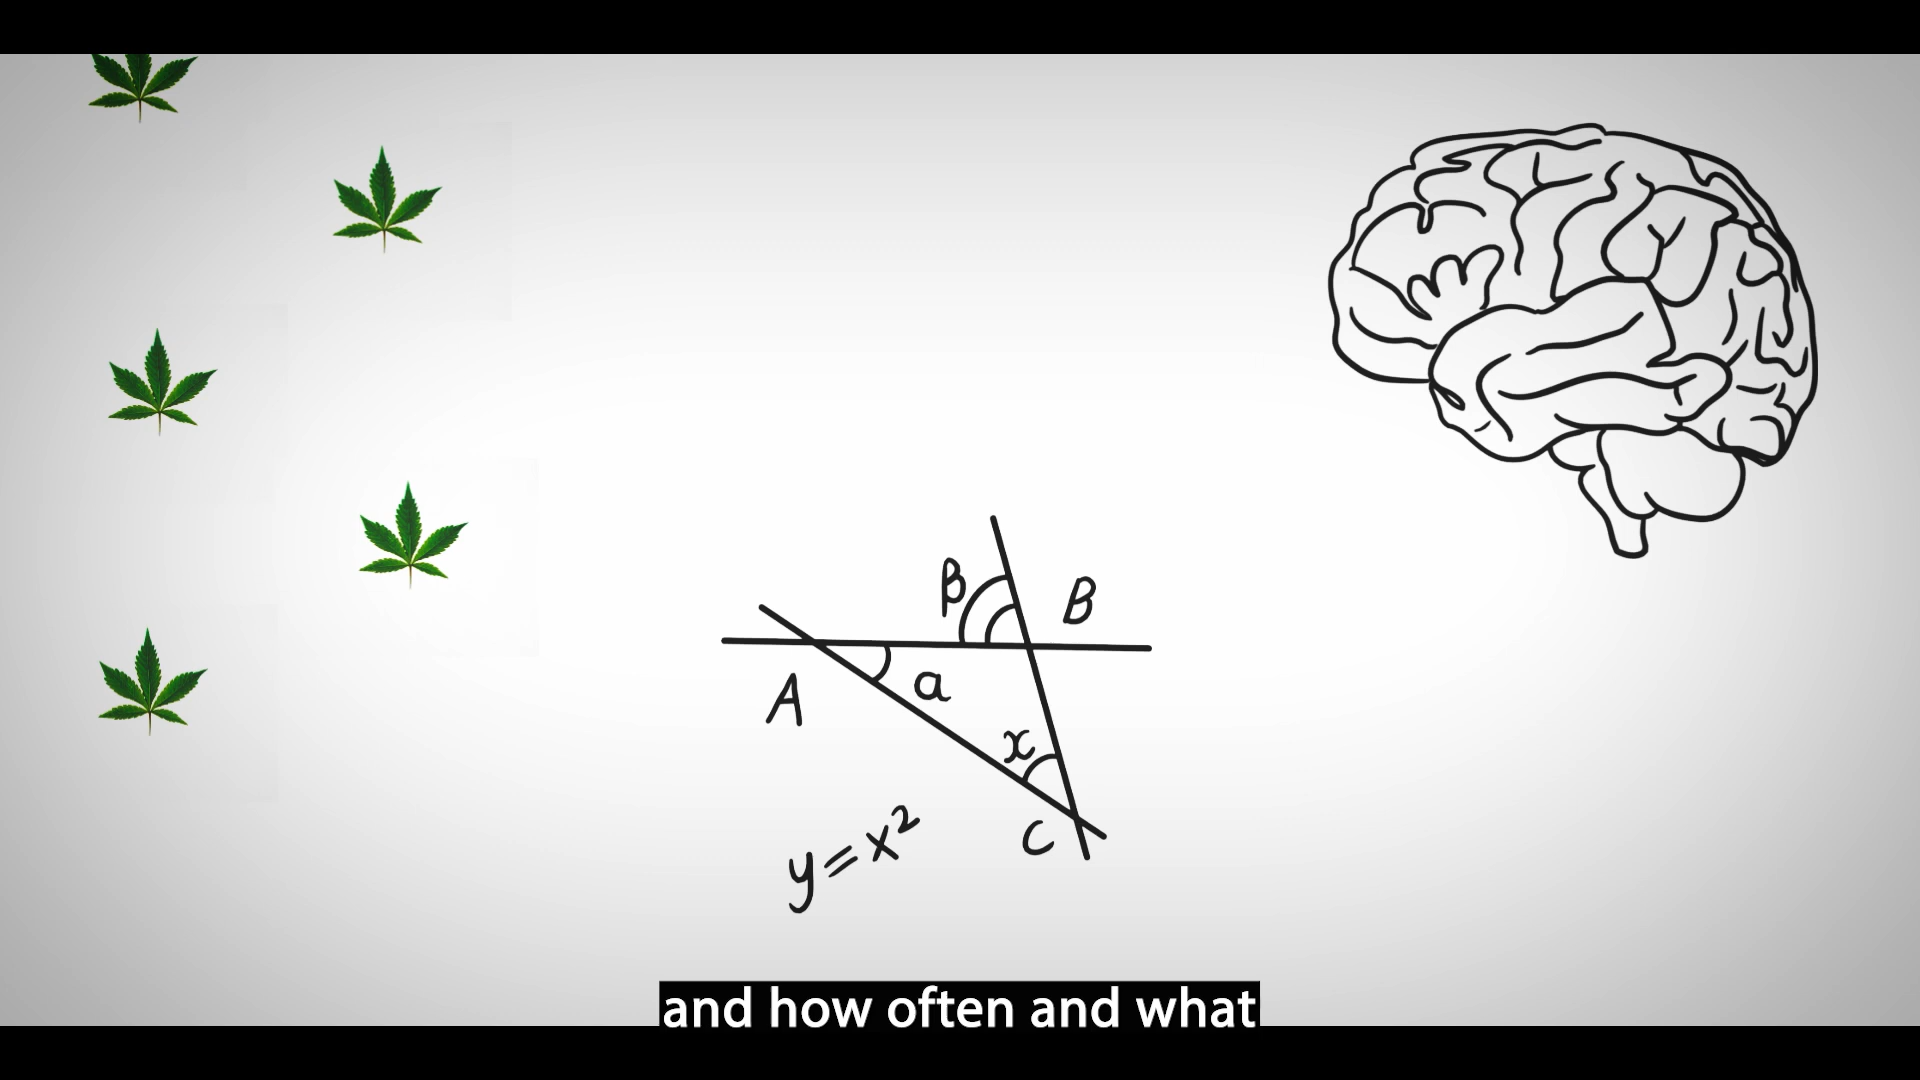 β
B
A
a
x
C
y=x²
and how often and what